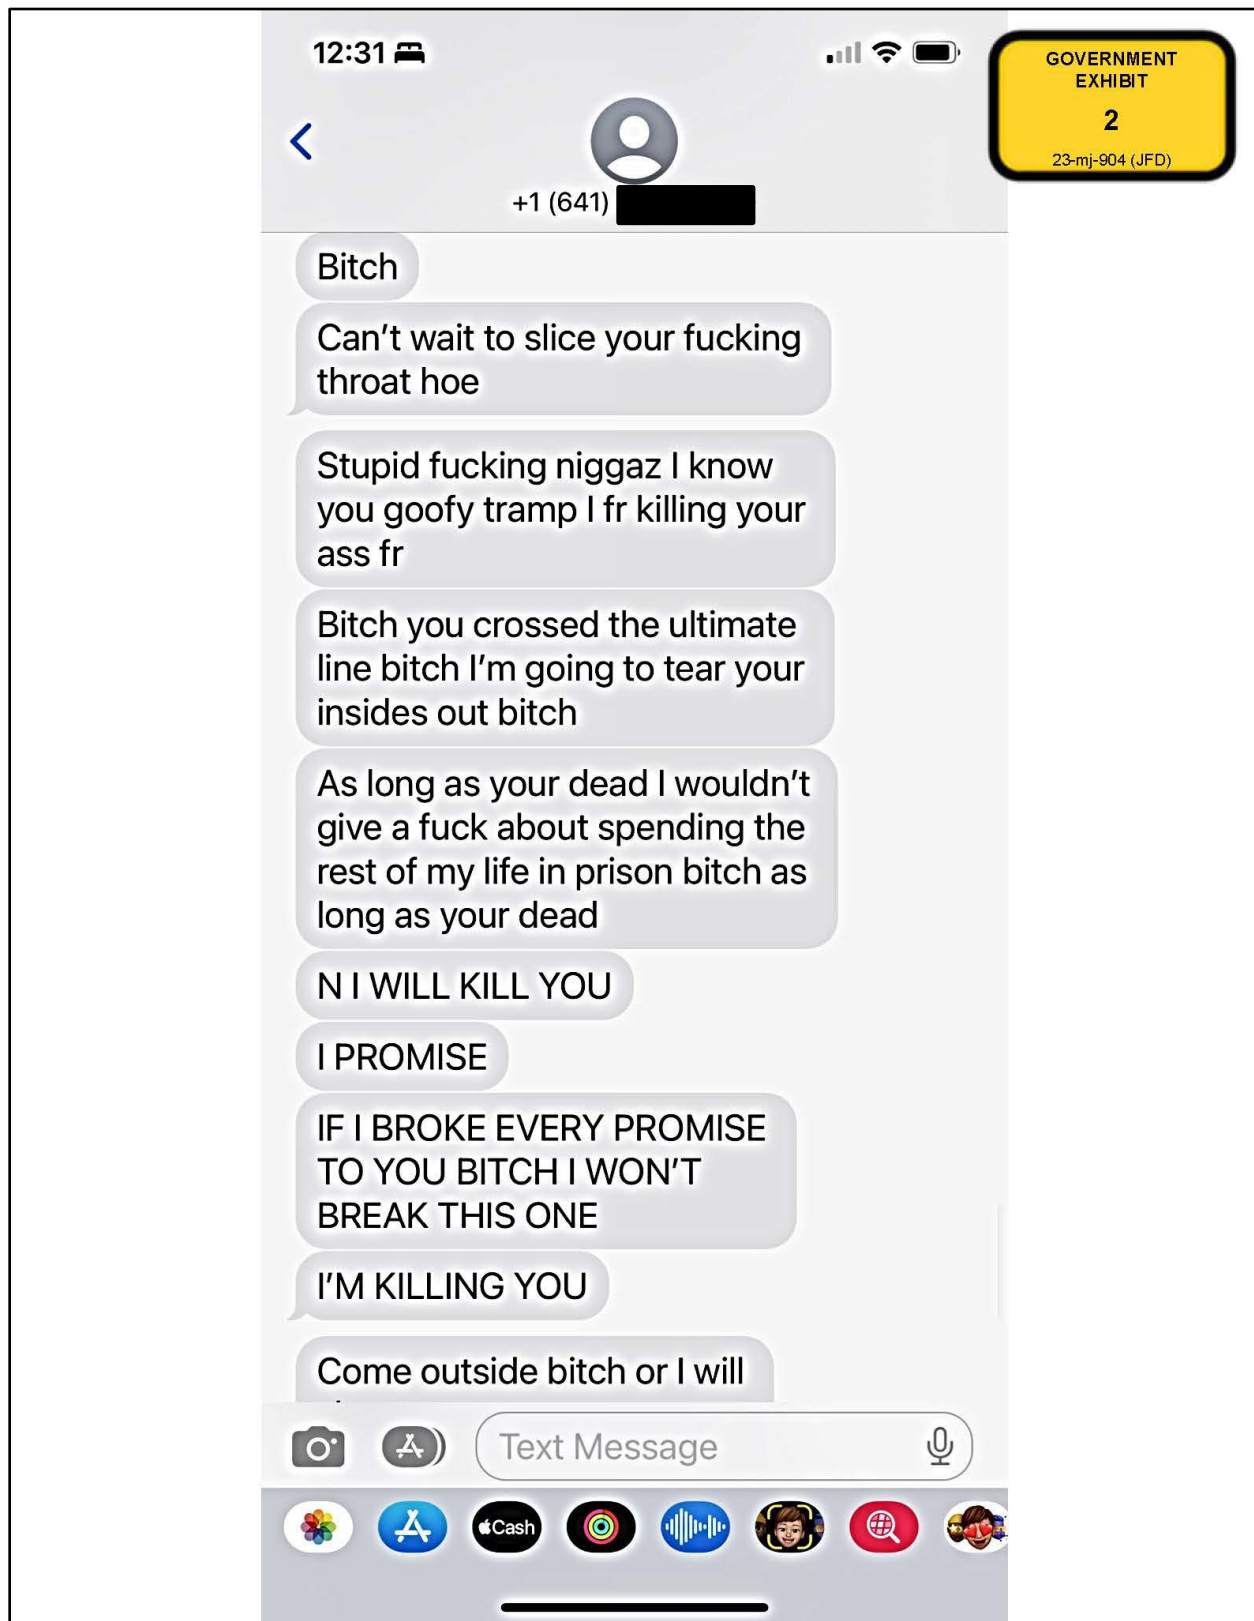 12:31
GOVERNMENT
EXHIBIT
2
23-mj-904 (JFD)
+1 (641)
Bitch
Can't wait to slice your fucking
throat hoe
Stupid fucking niggaz I know
you goofy tramp I fr killing your
ass fr
Bitch you crossed the ultimate
line bitch I'm going to tear your
insides out bitch
As long as your dead I wouldn't
give a fuck about spending the
rest of my life in prison bitch as
long as your dead
N I WILL KILL YOU
I PROMISE
IF I BROKE EVERY PROMISE
TO YOU BITCH I WON'T
BREAK THIS ONE
I'M KILLING YOU
Come outside bitch or I will
Text Message
Cash